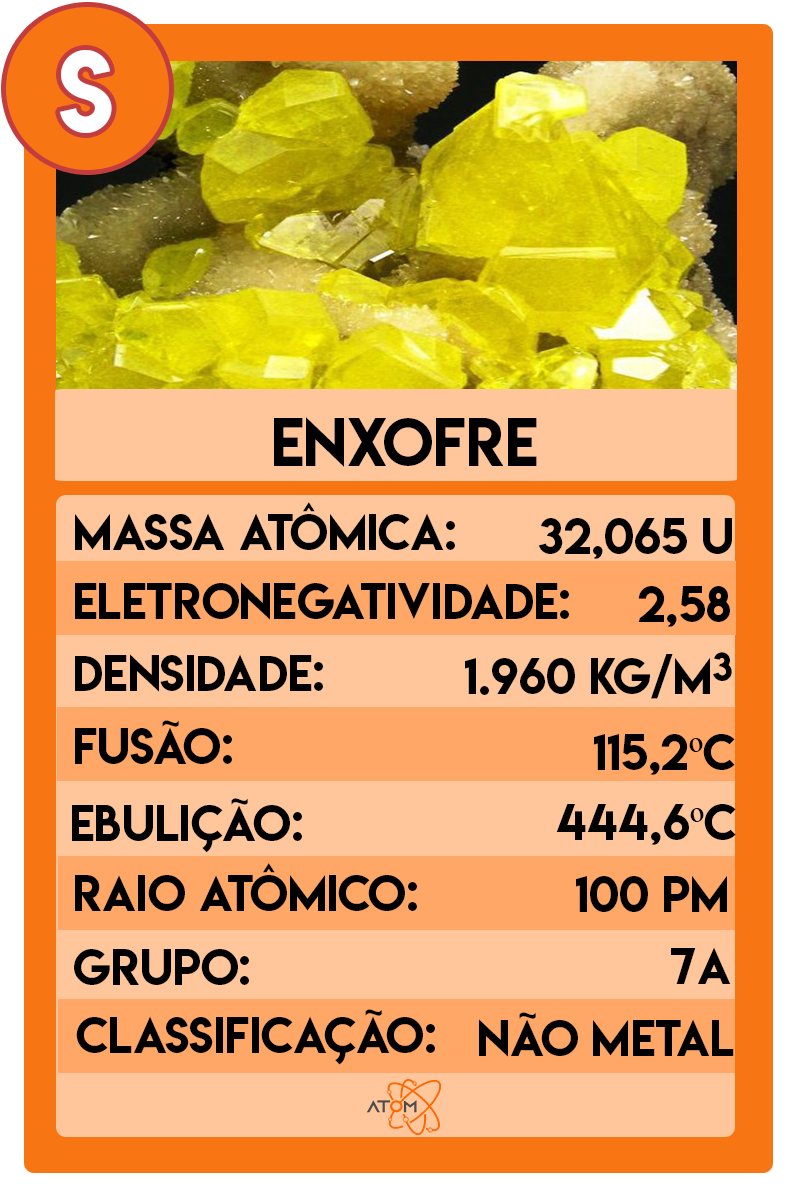 S
ENXOFRE
MASSA ATÔMICA: 32,065 U
ELETRONEGATIVIDADE: 2,58
DENSIDADE: 1.960 KG/M³
FUSÃO: 115,2ºC
EBULIÇÃO: 444,6ºC
RAIO ATÔMICO: 100 PM
GRUPO: 7A
CLASSIFICAÇÃO: NÃO METAL
ATOM